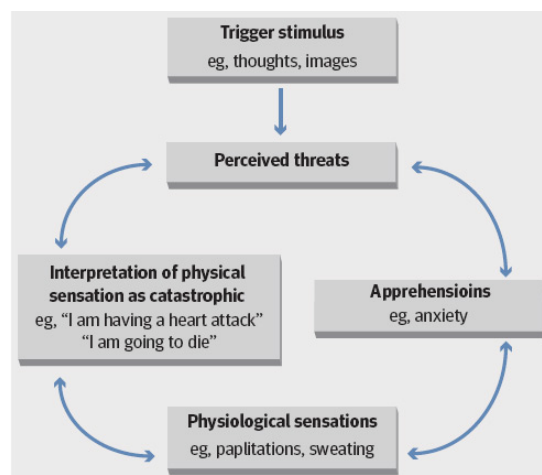 Trigger stimulus
eg, thoughts, images
Perceived threats
Interpretation of physical
sensation as catastrophic
eg, “I am having a heart attack”
“I am going to die”
Apprehensioins
eg, anxiety
Physiological sensations
eg, paplitations, sweating